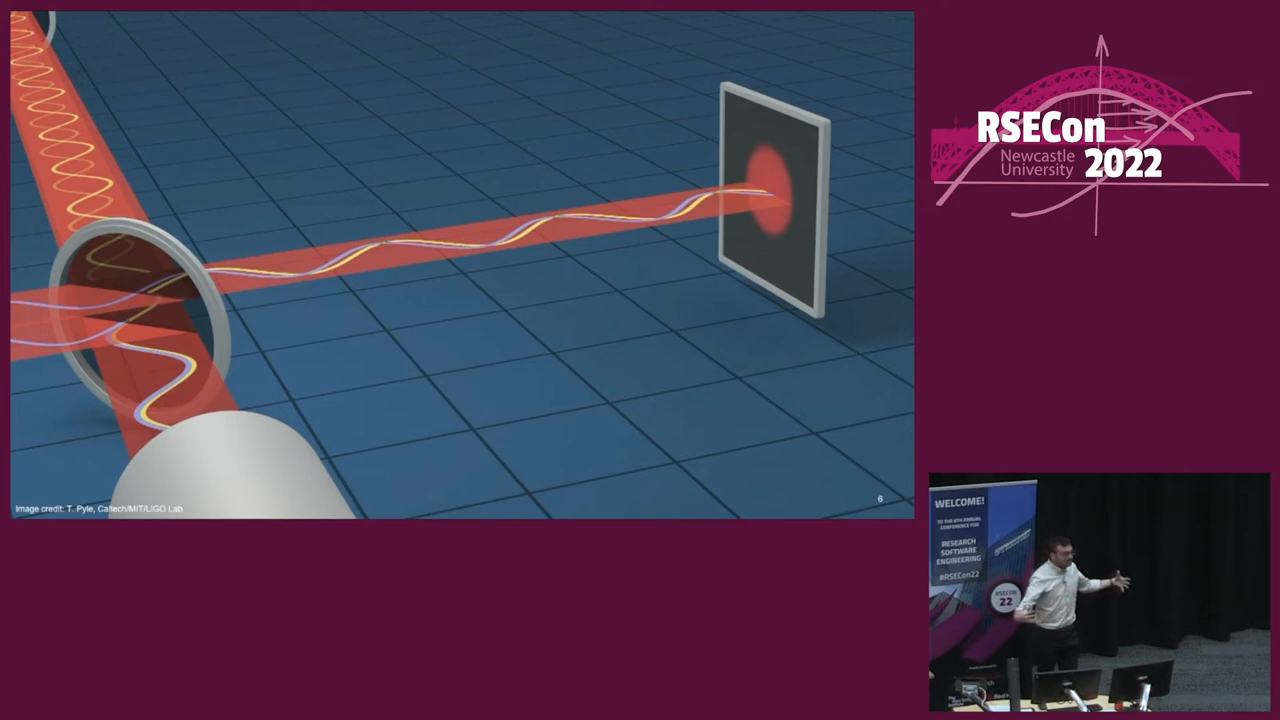 RSECon
Newcastle
University 2022
6
Image credit: T. Pyle, Caltech/MIT/LIGO Lab
WELCOME!
TO THE 6TH ANNUAL
CONFERENCE FOR
RESEARCH
SOFTWARE
ENGINEERING
#RSECon22
RSECON
22